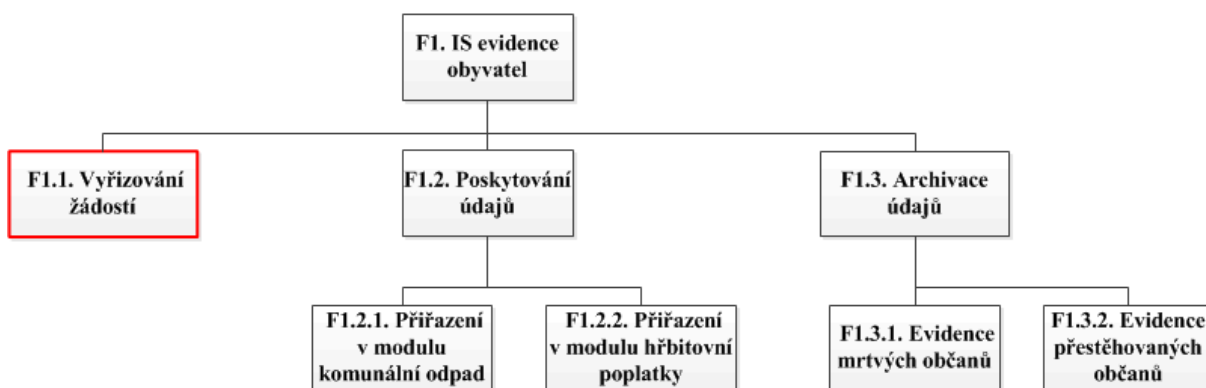 F1. IS evidence
obyvatel
F1.1. Vyřizování
žádostí
F1.2. Poskytování
údajů
F1.3. Archivace
údajů
F1.2.1. Přiřazení
v modulu
komunální odpad
F1.2.2. Přiřazení
v modulu hřbitovní
poplatky
F1.3.1. Evidence
mrtvých občanů
F1.3.2. Evidence
přestěhovaných
občanů